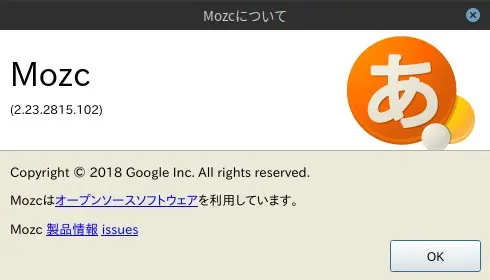 Mozcについて
Mozc
(2.23.2815.102)
あ
Copyright © 2018 Google Inc. All rights reserved.
Mozcはオープンソースソフトウェアを利用しています。
Mozc 製品情報 issues
OK